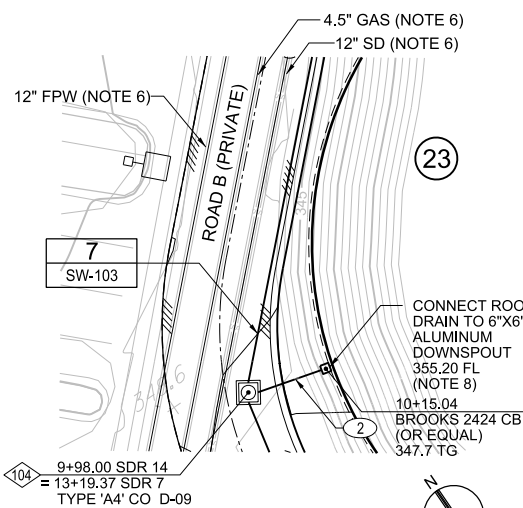 4.5" GAS (NOTE 6)
12" SD (NOTE 6)
12" FPW (NOTE 6)
ROAD B (PRIVATE)
23
345
7
SW-103
CONNECT ROO
DRAIN TO 6"X6"
ALUMINUM
DOWNSPOUT
355.20 FL
(NOTE 8)
10+15.04
BROOKS 2424 CB
(OR EQUAL)
347.7 TG
2
104
9+98.00 SDR 14
= 13+19.37 SDR 7
TYPE 'A4' CO D-09
N